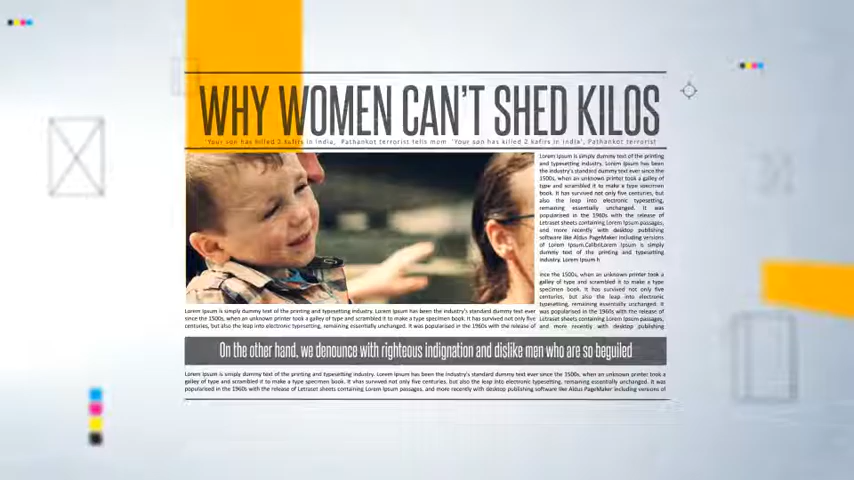 WHY WOMEN CAN'T SHED KILOS
'Your son has killed 2 kafirs in India, Pathankot terrorist tells mom 'Your son has killed 2 kafirs in India', Pathankot terrorist
Lorem Ipsum is simply dummy text of the printing
and typesetting industry. Lorem Ipsum has been
the industry's standard dummy text ever since the
1500s, when an unknown printer took a galley of
type and scrambled it to make a type specimen
book. It has survived not only five centuries, but
also the leap into electronic typesetting,
remaining essentially unchanged. It was
popularised in the 1960s with the release of
Letraset sheets containing Lorem Ipsum passages,
and more recently with desktop publishing
software like Aldus PageMaker including versions
of Lorem Ipsum.CalibriLorem Ipsum is simply
dummy text of the printing and typesetting
industry. Lorem Ipsum h
ince the 1500s, when an unknown printer took a
galley of type and scrambled it to make a type
specimen book. It has survived not only five
centuries, but also the leap into electronic
typesetting, remaining essentially unchanged. It
was popularised in the 1960s with the release of
Letraset sheets containing Lorem Ipsum passages,
and more recently with desktop publishing
Lorem Ipsum is simply dummy text of the printing and typesetting industry. Lorem Ipsum has been the industry's standard dummy text ever
since the 1500s, when an unknown printer took a galley of type and scrambled it to make a type specimen book. It has survived not only five
centuries, but also the leap into electronic typesetting, remaining essentially unchanged. It was popularised in the 1960s with the release of
On the other hand, we denounce with righteous indignation and dislike men who are so beguiled
Lorem Ipsum is simply dummy text of the printing and typesetting industry. Lorem Ipsum has been the industry's standard dummy text ever since the 1500s, when an unknown printer took a
galley of type and scrambled it to make a type specimen book. It vhas survived not only five centuries, but also the leap into electronic typesetting, remaining essentially unchanged. It was
popularised in the 1960s with the release of Letraset sheets containing Lorem Ipsum passages, and more recently with desktop publishing software like Aldus PageMaker including versions of